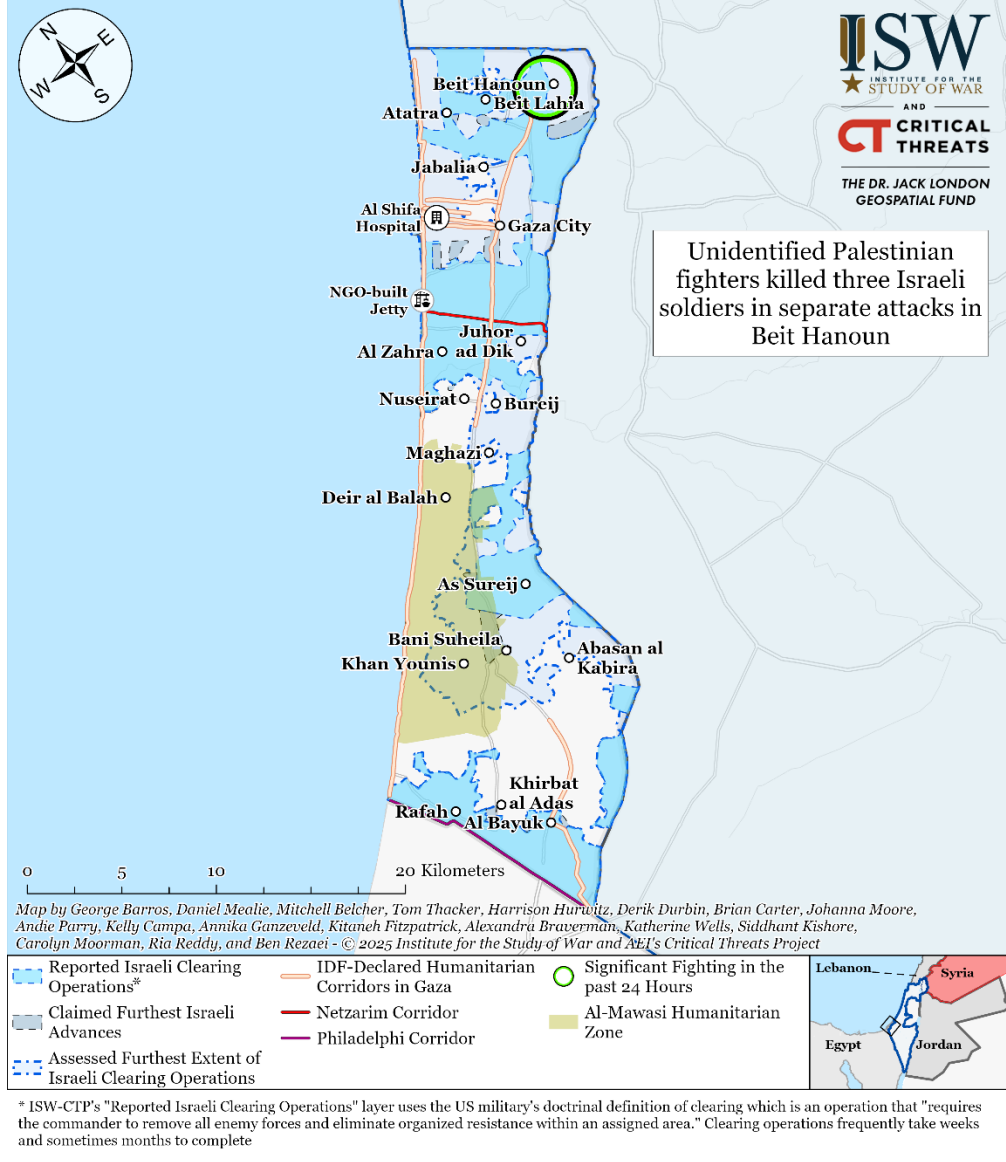 N
E
W
S
ISW
INSTITUTE FOR THE
STUDY OF WAR
AND
CT CRITICAL
THREATS
THE DR. JACK LONDON
GEOSPATIAL FUND
Unidentified Palestinian
fighters killed three Israeli
soldiers in separate attacks in
Beit Hanoun
Beit Hanoun
Beit Lahia
Atatra
Jabalia
Al Shifa
Hospital
Gaza City
NGO-built
Jetty
Juhor
ad Dik
Al Zahra
Nuseirat
Bureij
Maghazi
Deir al Balah
As Sureij
Bani Suheila
Khan Younis
Abasan al
Kabira
Khirbat
al Adas
Rafah
Al Bayuk
0 5 10 20 Kilometers
Map by George Barros, Daniel Mealie, Mitchell Belcher, Tom Thacker, Harrison Hurwitz, Derik Durbin, Brian Carter, Johanna Moore,
Andie Parry, Kelly Campa, Annika Ganzeveld, Kitaneh Fitzpatrick, Alexandra Braverman, Katherine Wells, Siddhant Kishore,
Carolyn Moorman, Ria Reddy, and Ben Rezaei - © 2025 Institute for the Study of War and AEI's Critical Threats Project
Reported Israeli Clearing
Operations*
Claimed Furthest Israeli
Advances
Assessed Furthest Extent of
Israeli Clearing Operations
IDF-Declared Humanitarian
Corridors in Gaza
Netzarim Corridor
Philadelphi Corridor
Significant Fighting in the
past 24 Hours
Al-Mawasi Humanitarian
Zone
Lebanon
Syria
Egypt
Jordan
* ISW-CTP's "Reported Israeli Clearing Operations" layer uses the US military's doctrinal definition of clearing which is an operation that "requires
the commander to remove all enemy forces and eliminate organized resistance within an assigned area." Clearing operations frequently take weeks
and sometimes months to complete